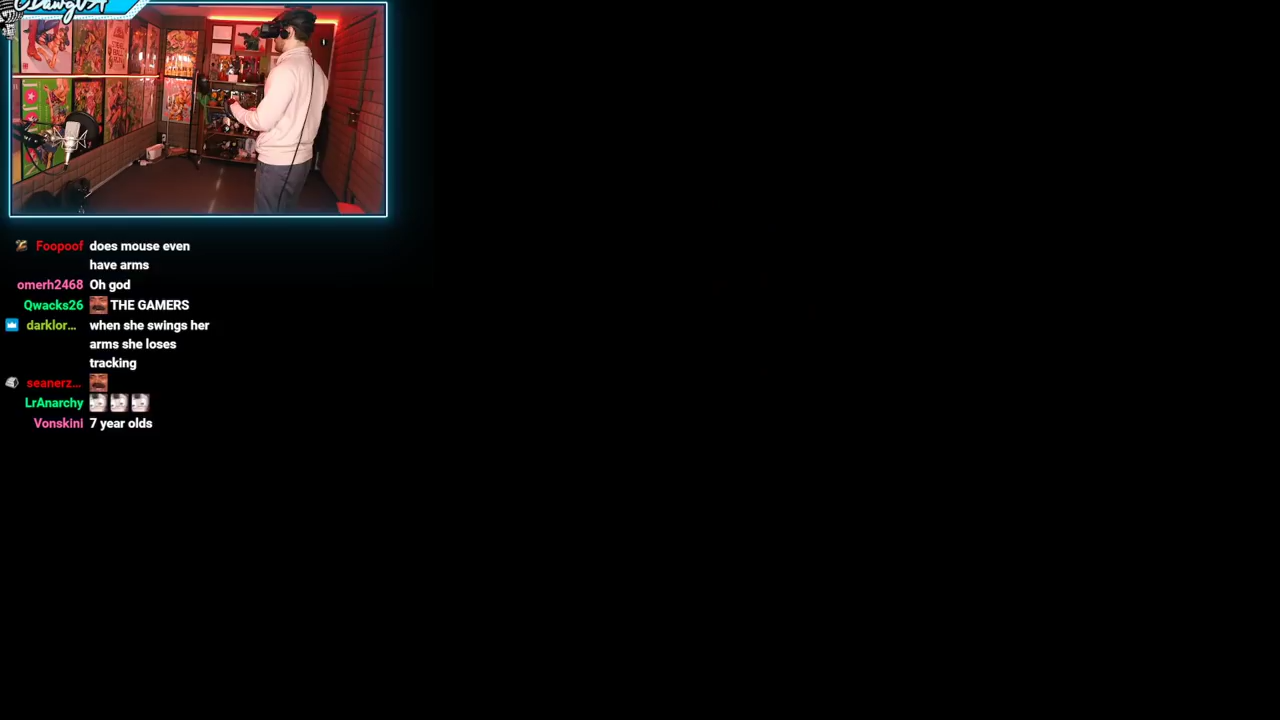 CDawgVA
Foopoof does mouse even
have arms
omerh2468 Oh god
Qwacks26 THE GAMERS
darklor... when she swings her
arms she loses
tracking
seanerz...
LrAnarchy
Vonskini 7 year olds